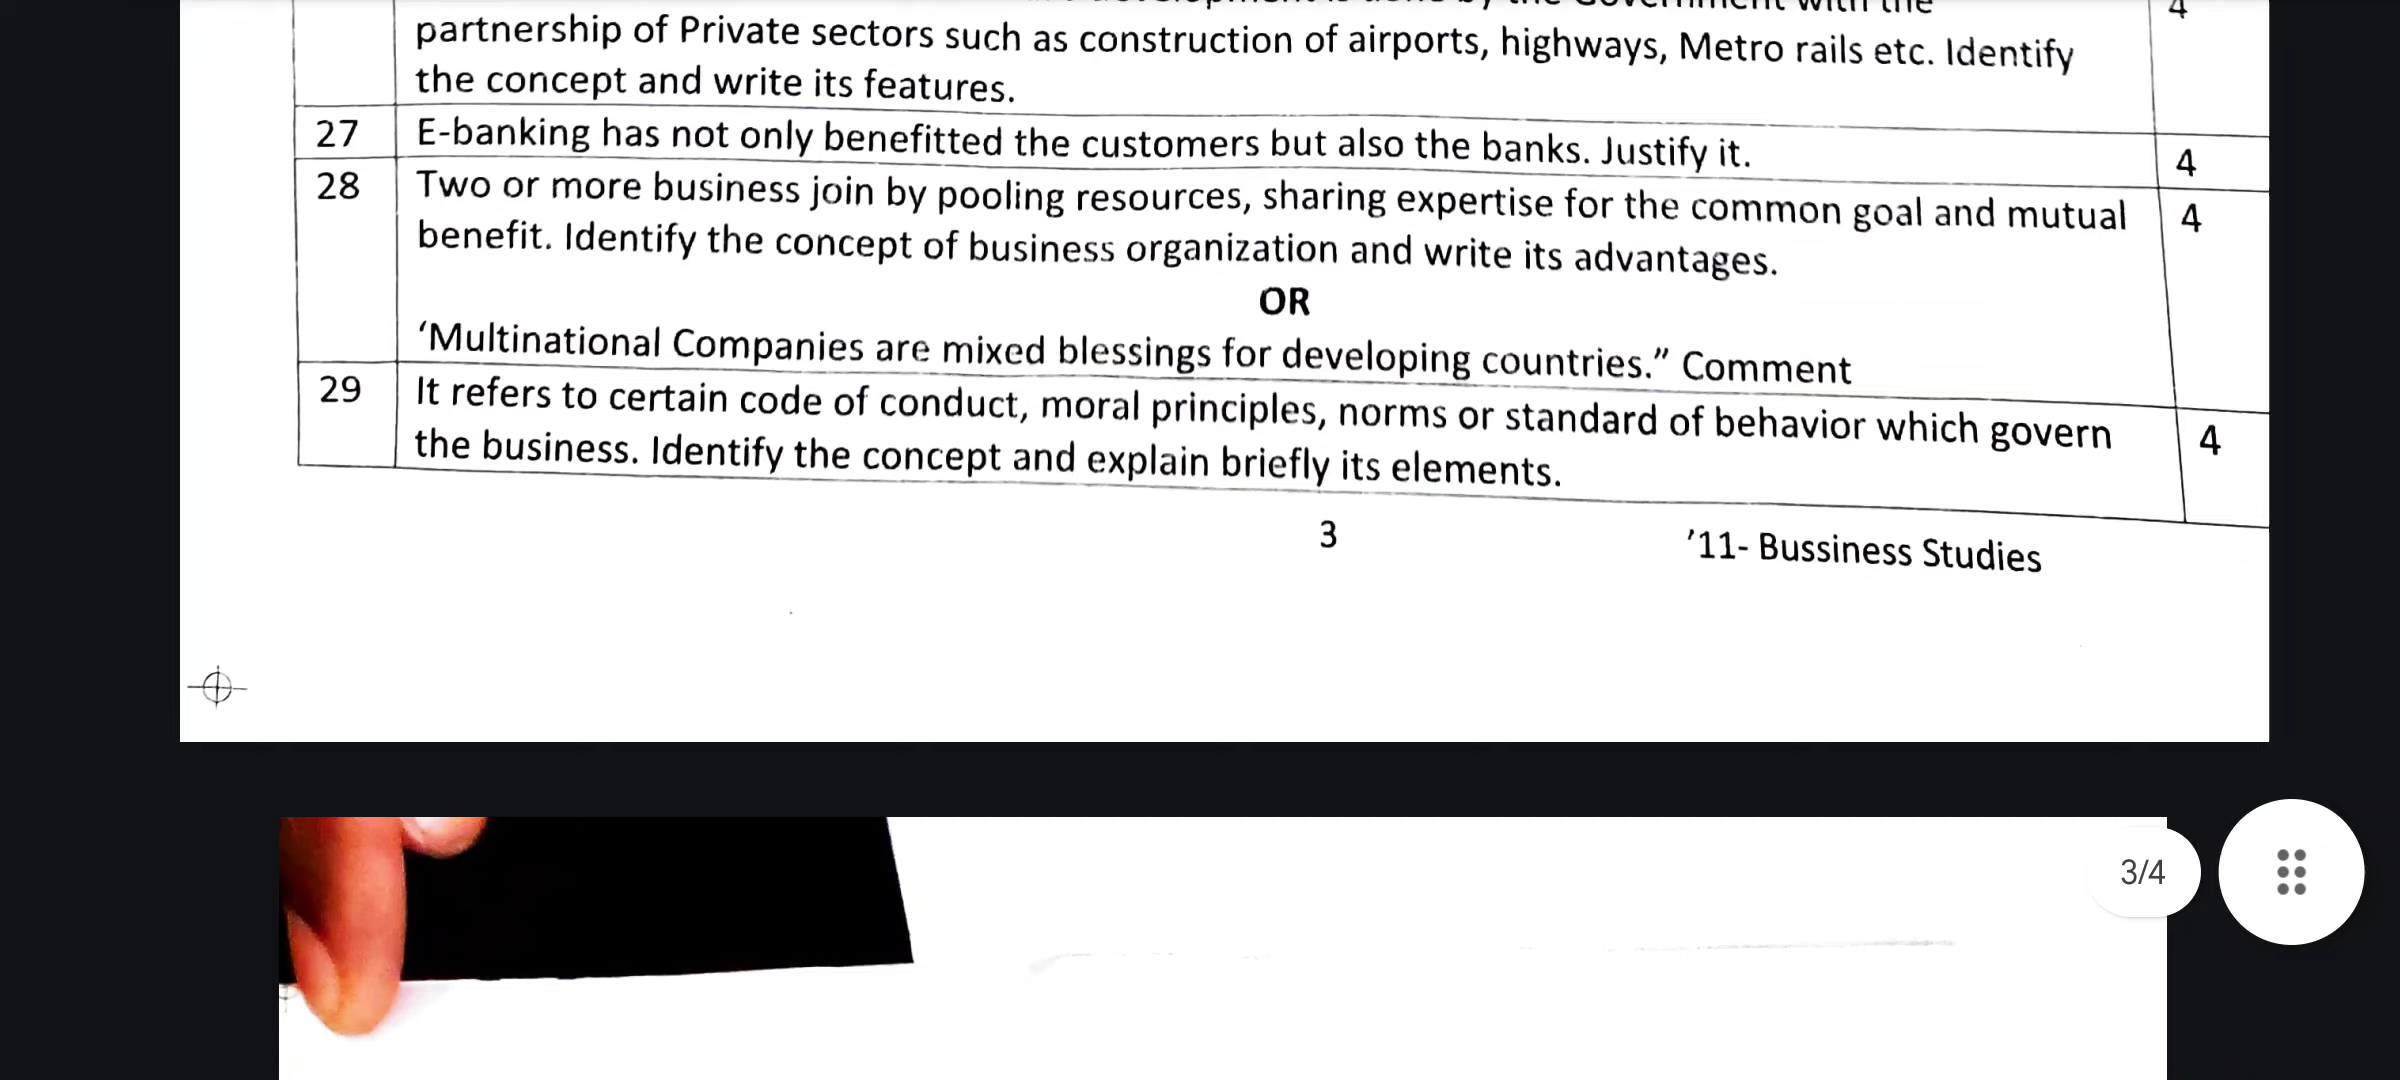 with the
4
partnership of Private sectors such as construction of airports, highways, Metro rails etc. Identify
the concept and write its features.
27 E-banking has not only benefitted the customers but also the banks. Justify it. 4
28 Two or more business join by pooling resources, sharing expertise for the common goal and mutual 4
benefit. Identify the concept of business organization and write its advantages.
OR
‘Multinational Companies are mixed blessings for developing countries.” Comment
29 It refers to certain code of conduct, moral principles, norms or standard of behavior which govern 4
the business. Identify the concept and explain briefly its elements.
3 ’11- Bussiness Studies
3/4